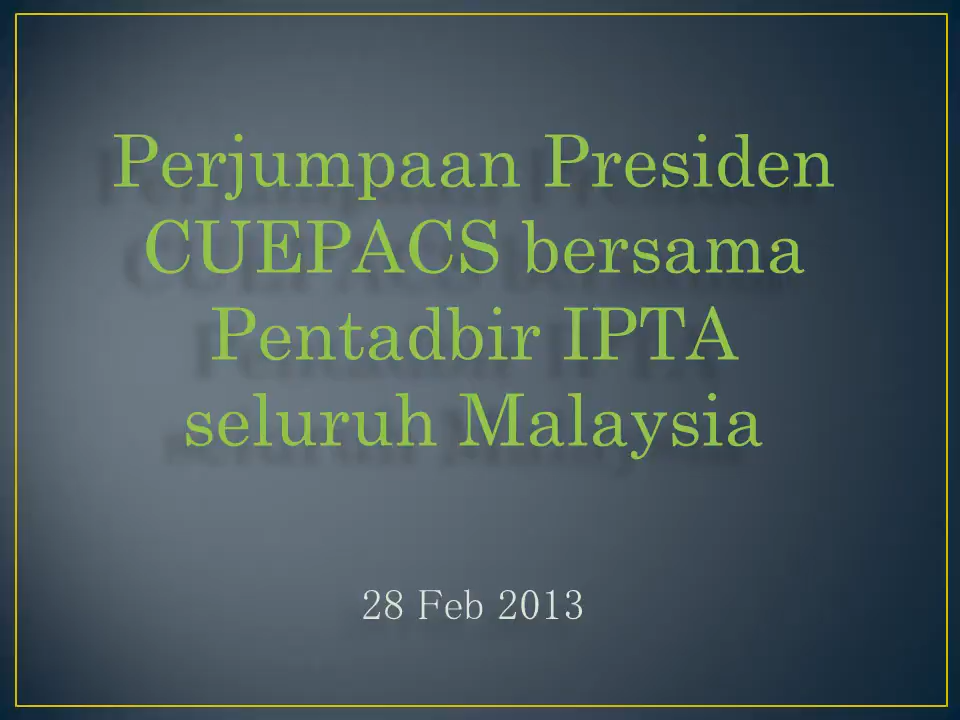 Perjumpaan Presiden
CUEPACS bersama
Pentadbir IPTA
seluruh Malaysia
28 Feb 2013